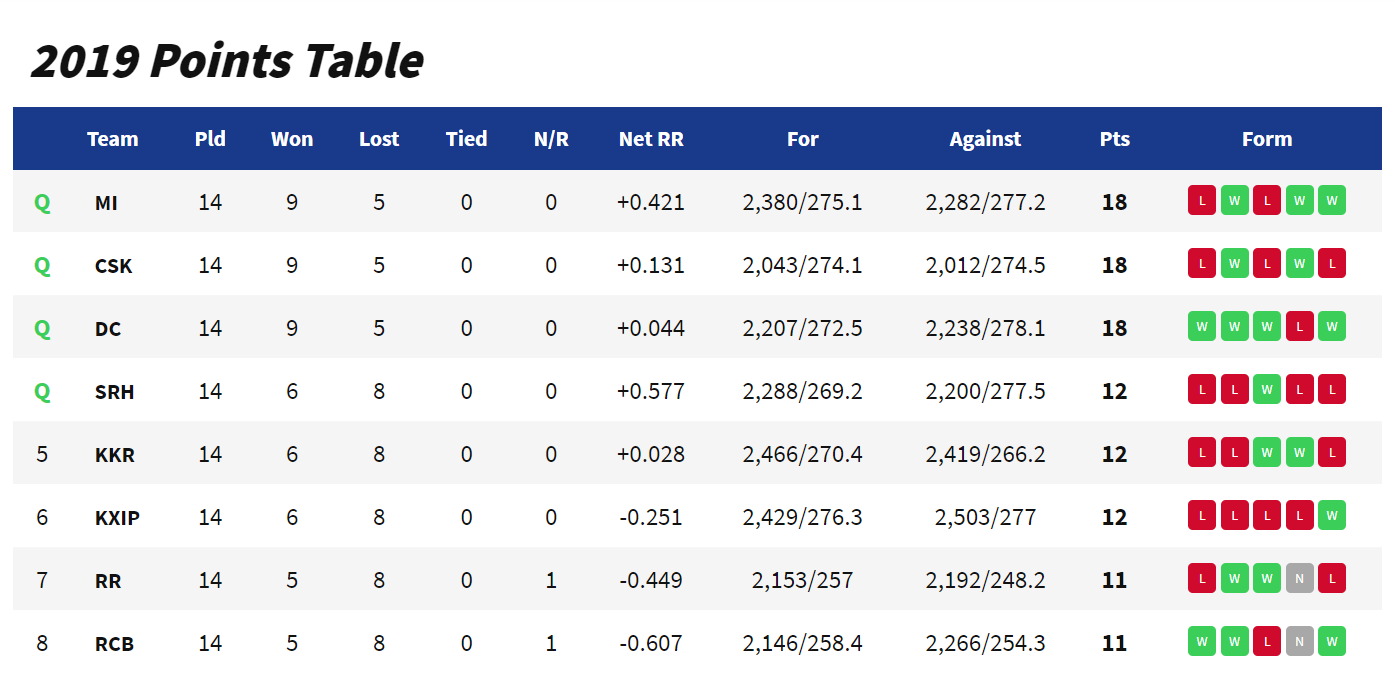 2019 Points Table
Team Pld Won Lost Tied N/R Net RR For Against Pts Form
Q MI 14 9 5 0 0 +0.421 2,380/275.1 2,282/277.2 18 L W L W W
Q CSK 14 9 5 0 0 +0.131 2,043/274.1 2,012/274.5 18 L W L W L
Q DC 14 9 5 0 0 +0.044 2,207/272.5 2,238/278.1 18 W W W L W
Q SRH 14 6 8 0 0 +0.577 2,288/269.2 2,200/277.5 12 L L W L L
5 KKR 14 6 8 0 0 +0.028 2,466/270.4 2,419/266.2 12 L L W W L
6 KXIP 14 6 8 0 0 -0.251 2,429/276.3 2,503/277 12 L L L L W
7 RR 14 5 8 0 1 -0.449 2,153/257 2,192/248.2 11 L W W N L
8 RCB 14 5 8 0 1 -0.607 2,146/258.4 2,266/254.3 11 W W L N W